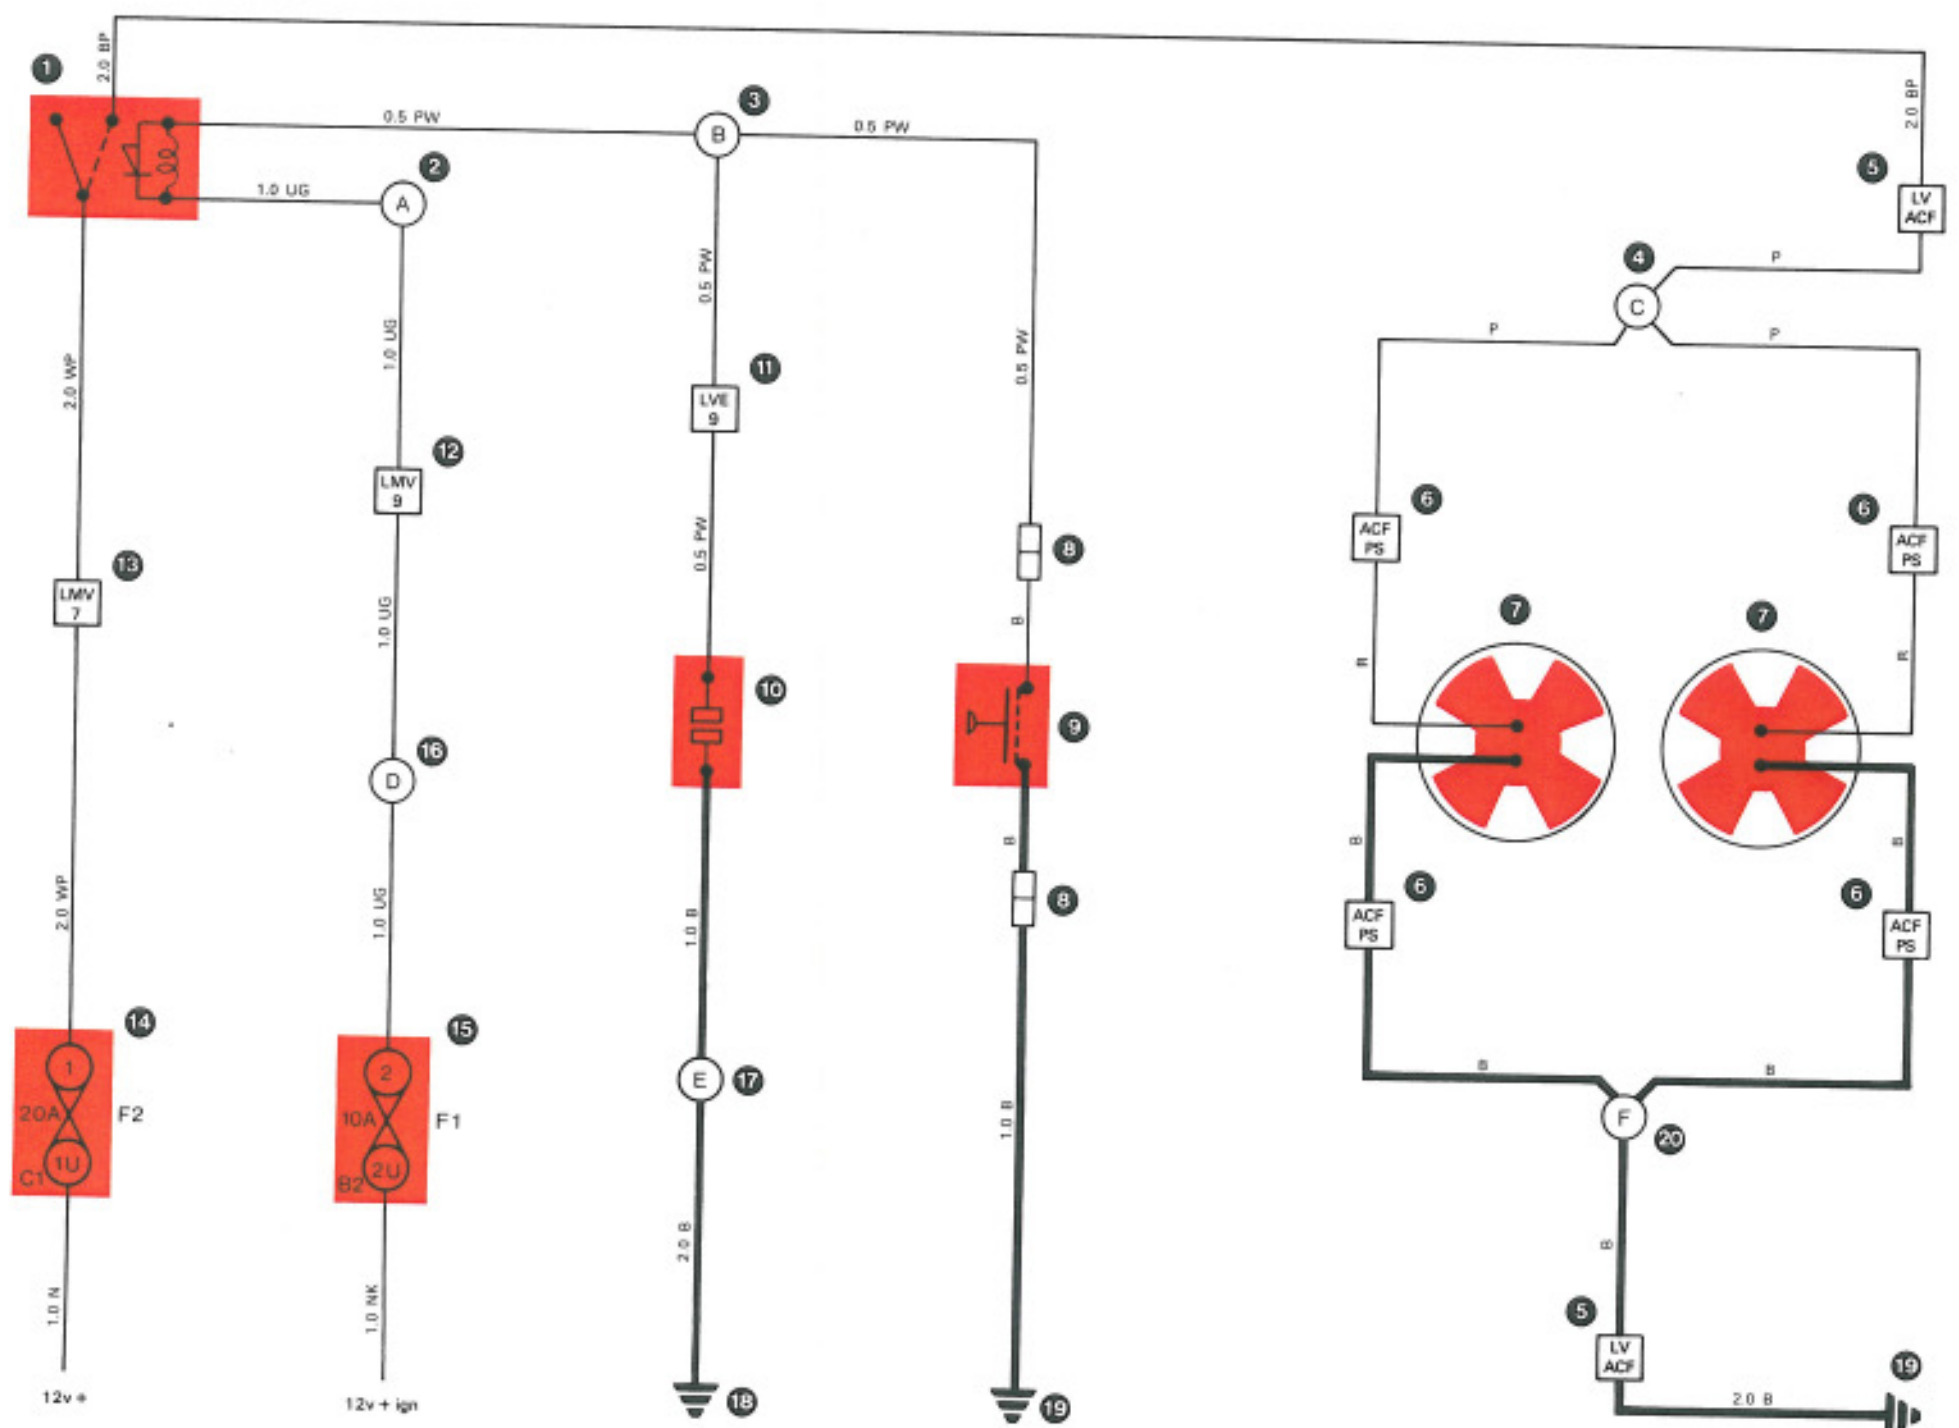 2.0 BP
1
0.5 PW
3
B
0.5 PW
2.0 BP
2
1.0 UG
A
5
LV
ACF
4
P
C
P
P
0.5 PW
1.0 UG
0.5 PW
2.0 WP
11
LVE
9
12
LMV
9
6
ACF
PS
6
ACF
PS
8
13
LMV
7
0.5 PW
1.0 UG
B
7
7
R
R
10
9
16
D
B
B
B
8
6
ACF
PS
6
ACF
PS
2.0 WP
1.0 UG
1.0 B
14
1
20A
F2
1U
C1
15
2
10A
F1
2U
B2
E
17
1.0 B
B
B
F
20
2.0 B
B
1.0 N
1.0 NK
5
LV
ACF
12v +
12v + ign
18
19
2.0 B
19